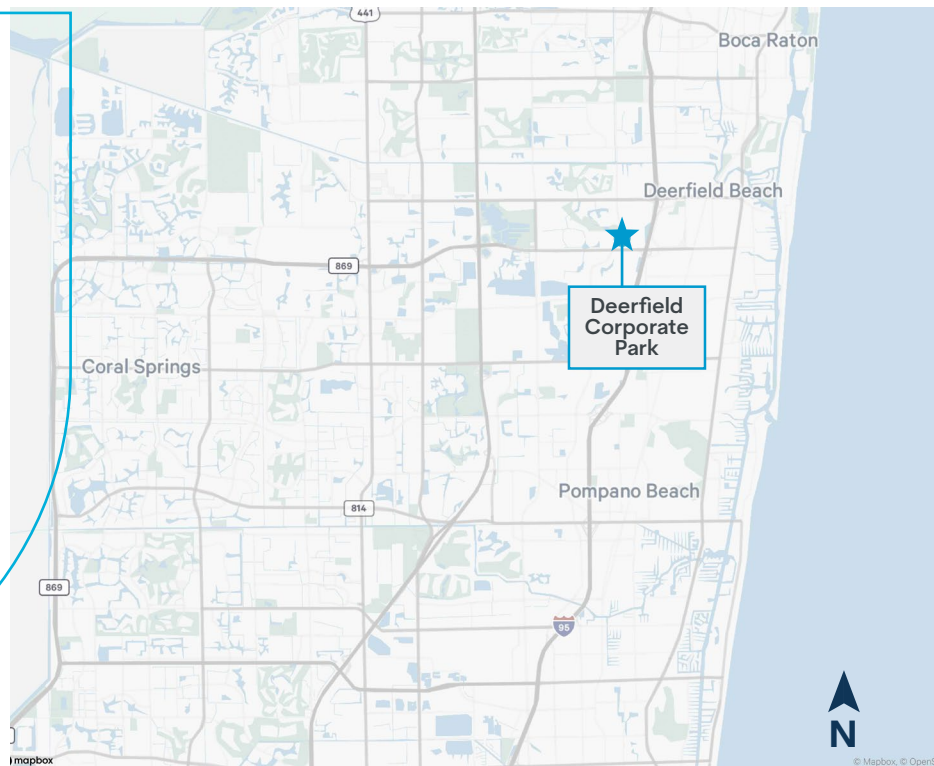 441
Boca Raton
Deerfield Beach
869
Deerfield
Corporate
Park
Coral Springs
Pompano Beach
814
869
95
N
mapbox
© Mapbox, © OpenS